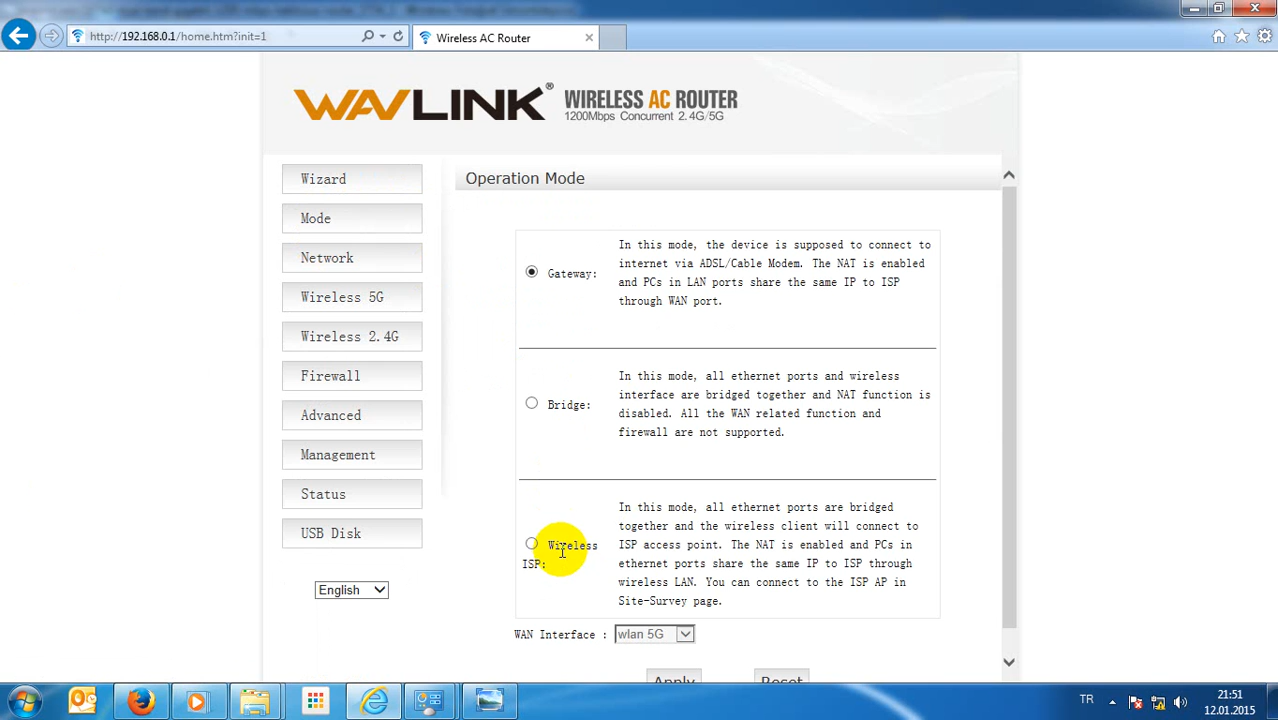 http://192.168.0.1/home.htm?init=1
Wireless AC Router
WAVLINK®
WIRELESS AC ROUTER
1200Mbps Concurrent 2.4G/5G
Wizard
Mode
Network
Wireless 5G
Wireless 2.4G
Firewall
Advanced
Management
Status
USB Disk
English
Operation Mode
Gateway:
In this mode, the device is supposed to connect to
internet via ADSL/Cable Modem. The NAT is enabled
and PCs in LAN ports share the same IP to ISP
through WAN port.
Bridge:
In this mode, all ethernet ports and wireless
interface are bridged together and NAT function is
disabled. All the WAN related function and
firewall are not supported.
Wireless
ISP:
In this mode, all ethernet ports are bridged
together and the wireless client will connect to
ISP access point. The NAT is enabled and PCs in
ethernet ports share the same IP to ISP through
wireless LAN. You can connect to the ISP AP in
Site-Survey page.
WAN Interface : wlan 5G
Apply Reset
TR
21:51
12.01.2015